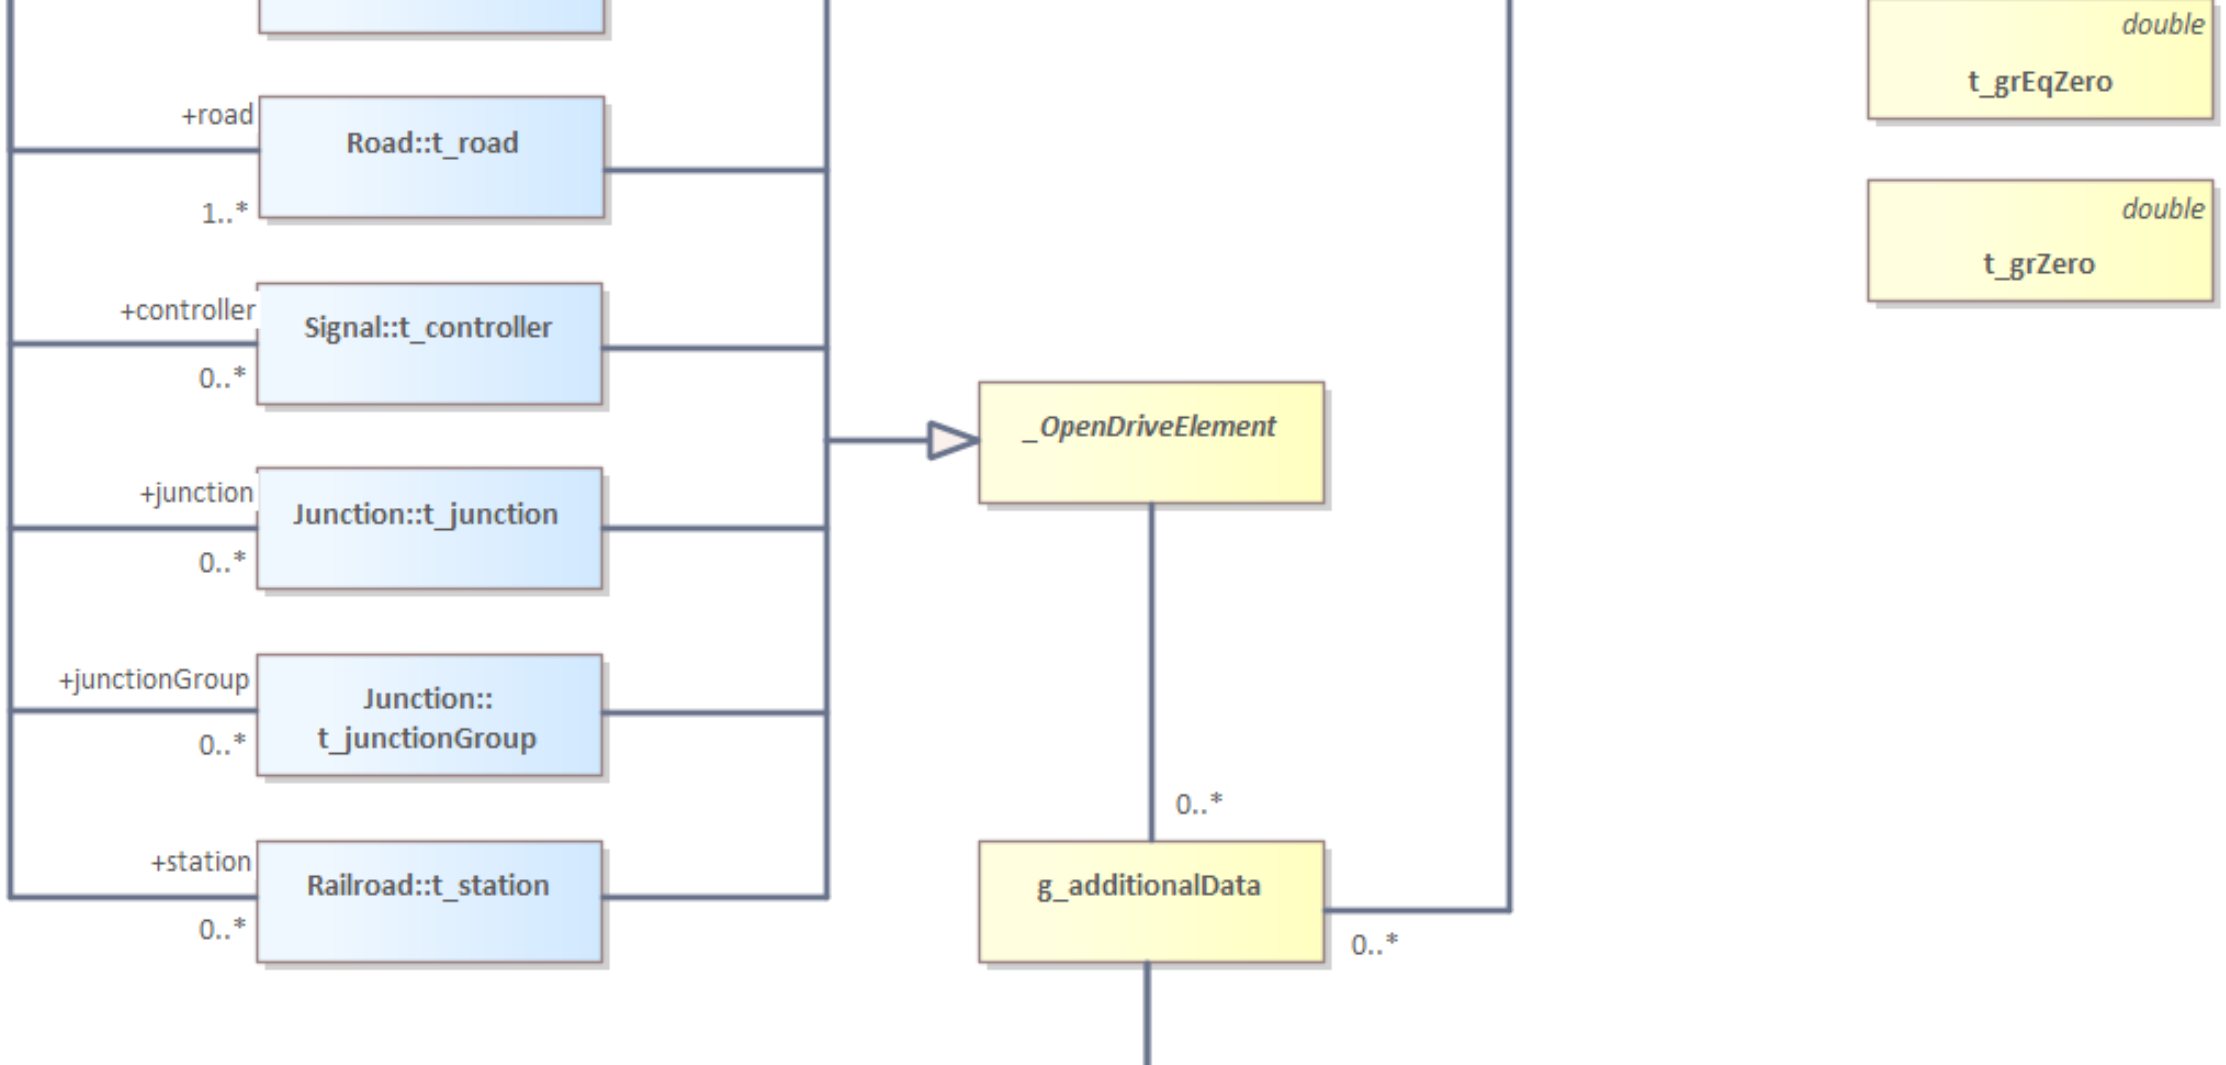 double
t_grEqZero
+road
Road::t_road
1..*
double
t_grZero
+controller
Signal::t_controller
0..*
_OpenDriveElement
+junction
Junction::t_junction
0..*
+junctionGroup
Junction::
t_junctionGroup
0..*
0..*
+station
Railroad::t_station
0..*
g_additionalData
0..*